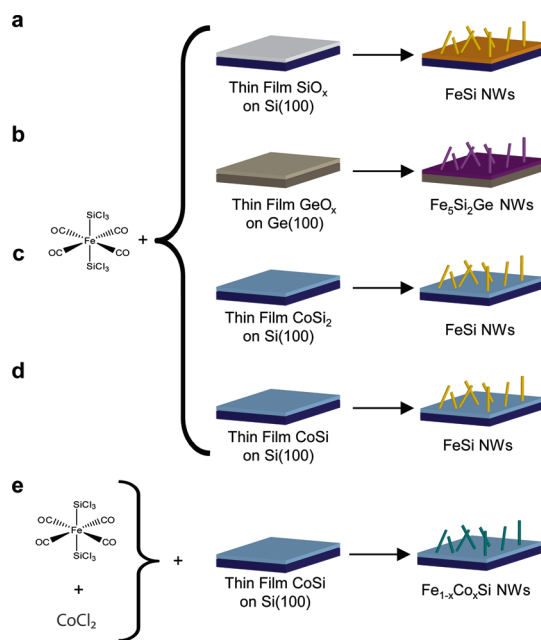 a
Thin Film SiOₓ
on Si(100)
FeSi NWs
b
Thin Film GeOₓ
on Ge(100)
Fe₅Si₂Ge NWs
SiCl₃
OC CO
Fe
OC CO
SiCl₃
+
c
Thin Film CoSi₂
on Si(100)
FeSi NWs
d
Thin Film CoSi
on Si(100)
FeSi NWs
e
SiCl₃
OC CO
Fe
OC CO
SiCl₃
+
CoCl₂
+
Thin Film CoSi
on Si(100)
Fe₁₋ₓCoₓSi NWs